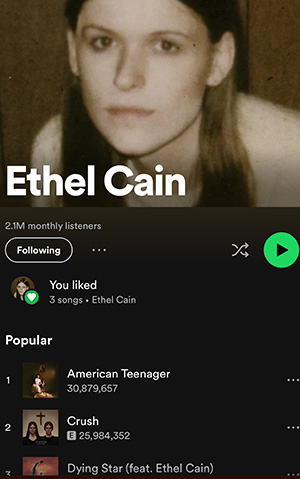 Ethel Cain
2.1M monthly listeners
Following
You liked
3 songs • Ethel Cain
Popular
1 American Teenager
30,879,657
2 Crush
E 25,984,352
3 Dying Star (feat. Ethel Cain)